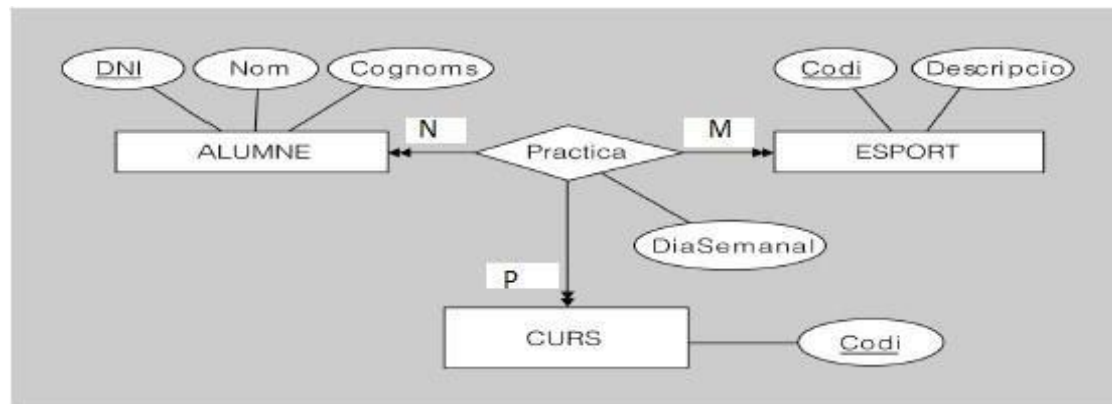 DNI
Nom
Cognoms
Codi
Descripcio
N
M
ALUMNE
Practica
ESPORT
DiaSemanal
P
CURS
Codi